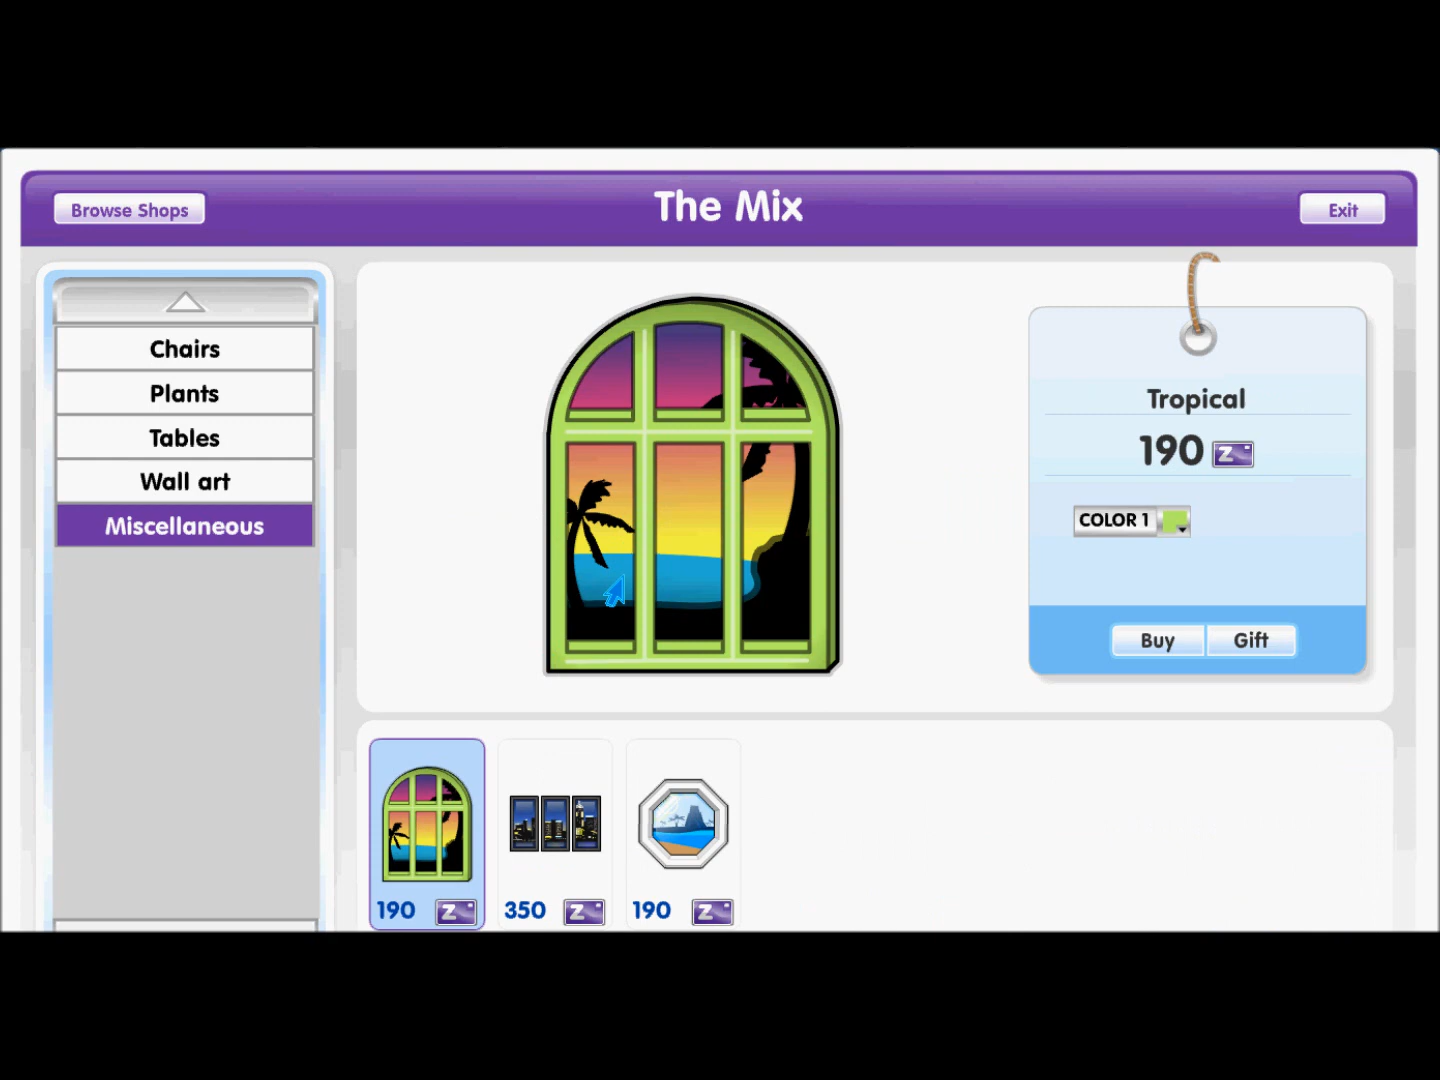 Browse Shops
The Mix
Exit
Chairs
Plants
Tables
Wall art
Miscellaneous
Tropical
190 Z
COLOR 1
Buy
Gift
190 Z
350 Z
190 Z